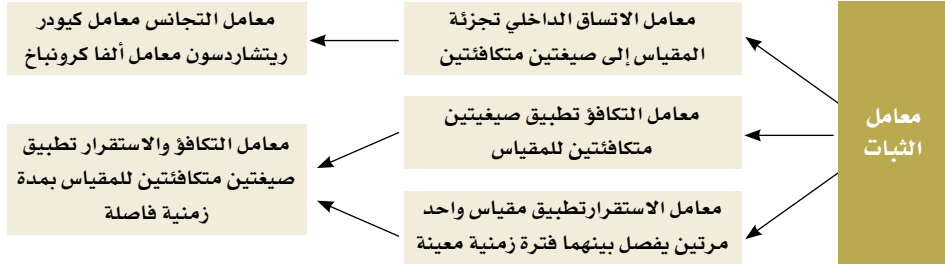 معامل
الثبات
معامل الاتساق الداخلي تجزئة
المقياس إلى صيغتين متكافئتين
معامل التجانس معامل كيودر
ريتشاردسون معامل ألفا كرونباخ
معامل التكافؤ تطبيق صيغيتين
متكافئتين للمقياس
معامل الاستقرارتطبيق مقياس واحد
مرتين يفصل بينهما فترة زمنية معينة
معامل التكافؤ والاستقرار تطبيق
صيغتين متكافئتين للمقياس بمدة
زمنية فاصلة